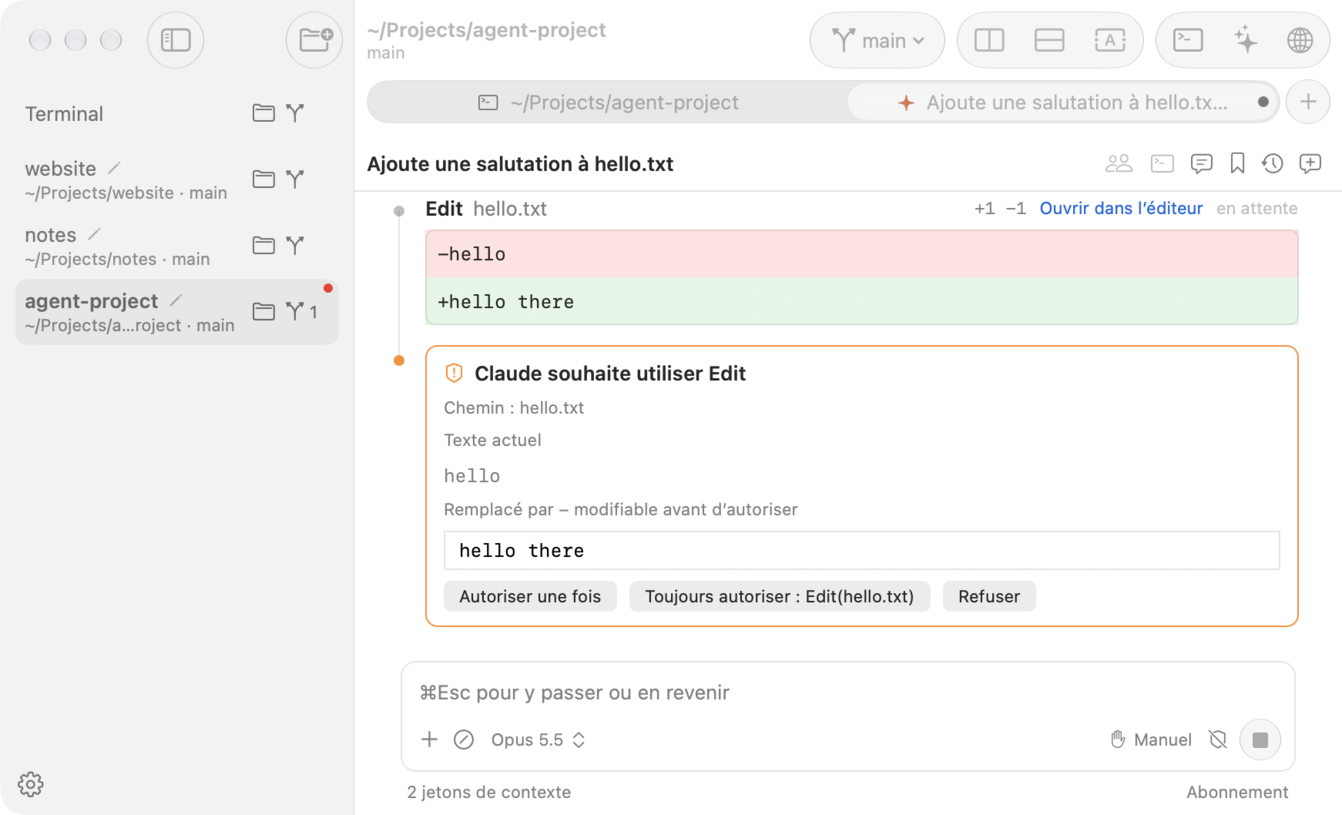 ~/Projects/agent-project
main
main
~/Projects/agent-project
Ajoute une salutation à hello.tx...
Terminal
website
~/Projects/website · main
notes
~/Projects/notes · main
agent-project
~/Projects/a...roject · main
1
Ajoute une salutation à hello.txt
Edit hello.txt
+1 −1 Ouvrir dans l’éditeur en attente
−hello
+hello there
Claude souhaite utiliser Edit
Chemin : hello.txt
Texte actuel
hello
Remplacé par – modifiable avant d’autoriser
hello there
Autoriser une fois
Toujours autoriser : Edit(hello.txt)
Refuser
⌘Esc pour y passer ou en revenir
Opus 5.5
Manuel
2 jetons de contexte
Abonnement